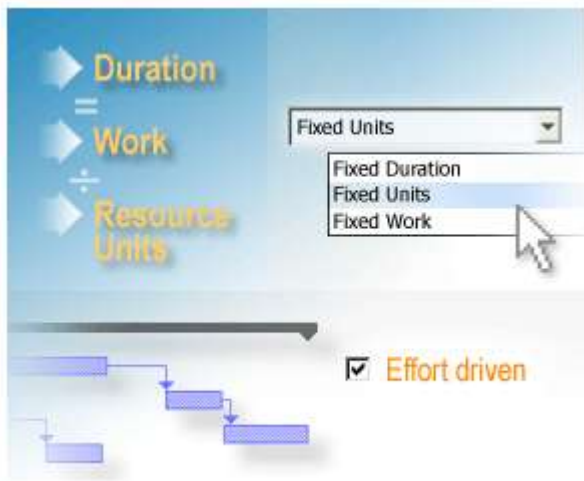 Duration
=
Work
÷
Resource
Units
Fixed Units
Fixed Duration
Fixed Units
Fixed Work
Effort driven